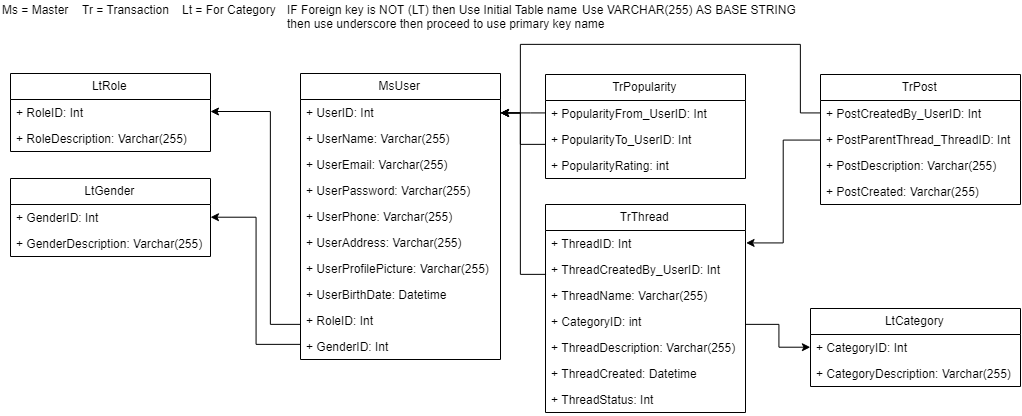 Ms = Master Tr = Transaction Lt = For Category IF Foreign key is NOT (LT) then Use Initial Table name Use VARCHAR(255) AS BASE STRING
then use underscore then proceed to use primary key name
LtRole
+ RoleID: Int
+ RoleDescription: Varchar(255)
LtGender
+ GenderID: Int
+ GenderDescription: Varchar(255)
MsUser
+ UserID: Int
+ UserName: Varchar(255)
+ UserEmail: Varchar(255)
+ UserPassword: Varchar(255)
+ UserPhone: Varchar(255)
+ UserAddress: Varchar(255)
+ UserProfilePicture: Varchar(255)
+ UserBirthDate: Datetime
+ RoleID: Int
+ GenderID: Int
TrPopularity
+ PopularityFrom_UserID: Int
+ PopularityTo_UserID: Int
+ PopularityRating: int
TrThread
+ ThreadID: Int
+ ThreadCreatedBy_UserID: Int
+ ThreadName: Varchar(255)
+ CategoryID: int
+ ThreadDescription: Varchar(255)
+ ThreadCreated: Datetime
+ ThreadStatus: Int
TrPost
+ PostCreatedBy_UserID: Int
+ PostParentThread_ThreadID: Int
+ PostDescription: Varchar(255)
+ PostCreated: Varchar(255)
LtCategory
+ CategoryID: Int
+ CategoryDescription: Varchar(255)